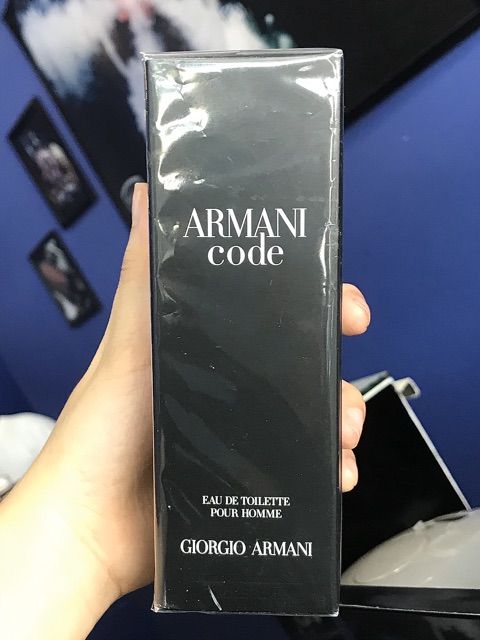 ARMANI
code
EAU DE TOILETTE
POUR HOMME
GIORGIO ARMANI